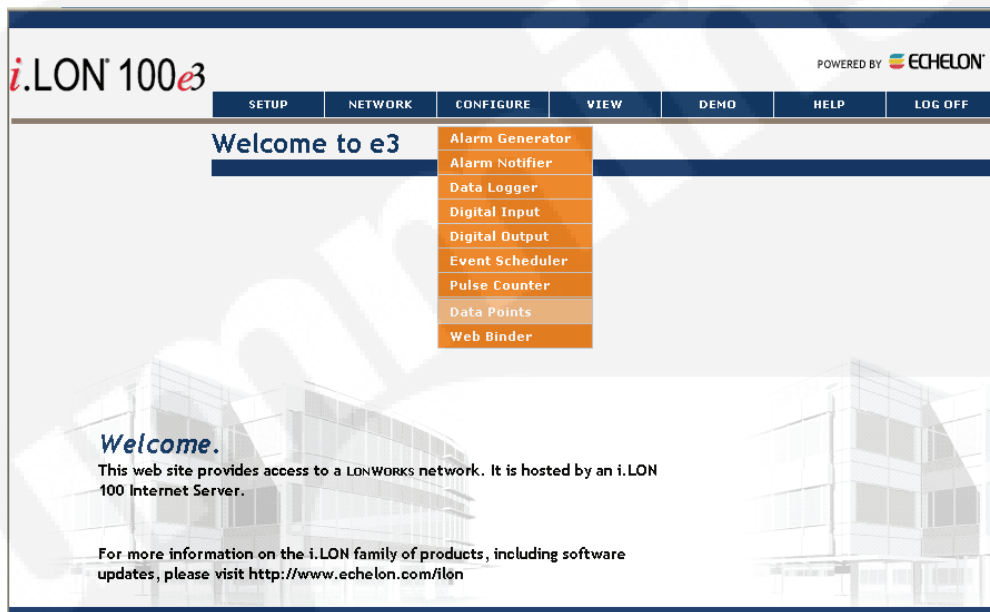 i.LON® 100e3
POWERED BY ECHELON®
SETUP NETWORK CONFIGURE VIEW DEMO HELP LOG OFF
Welcome to e3
Alarm Generator
Alarm Notifier
Data Logger
Digital Input
Digital Output
Event Scheduler
Pulse Counter
Data Points
Web Binder
Welcome.
This web site provides access to a LONWORKS network. It is hosted by an i.LON
100 Internet Server.
For more information on the i.LON family of products, including software
updates, please visit http://www.echelon.com/ilon